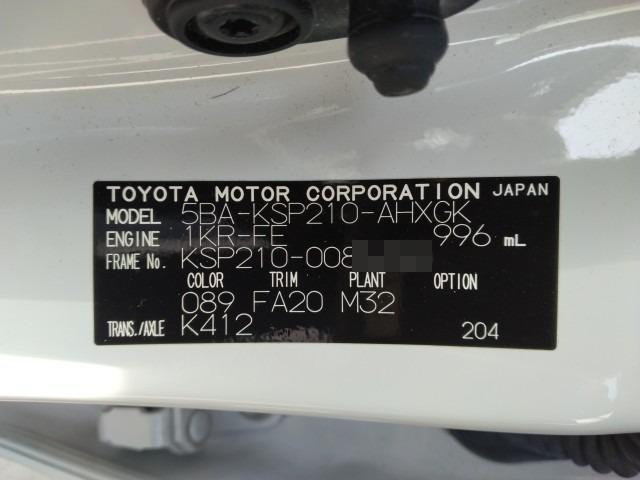 TOYOTA MOTOR CORPORATION JAPAN
MODEL 5BA-KSP210-AHXGK
ENGINE 1KR-FE 996 mL
FRAME No. KSP210-008
COLOR TRIM PLANT OPTION
089 FA20 M32
TRANS./AXLE K412 204